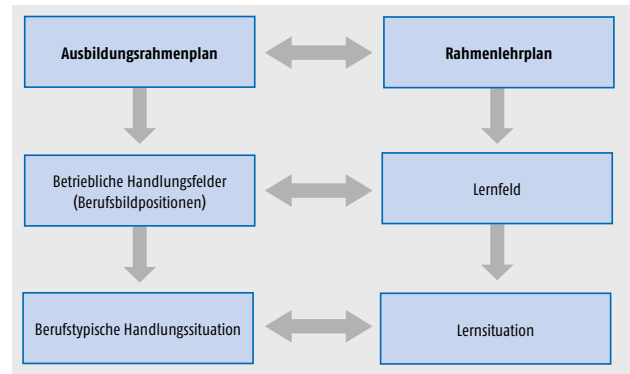 Ausbildungsrahmenplan
Rahmenlehrplan
Betriebliche Handlungsfelder
(Berufsbildpositionen)
Lernfeld
Berufstypische Handlungssituation
Lernsituation